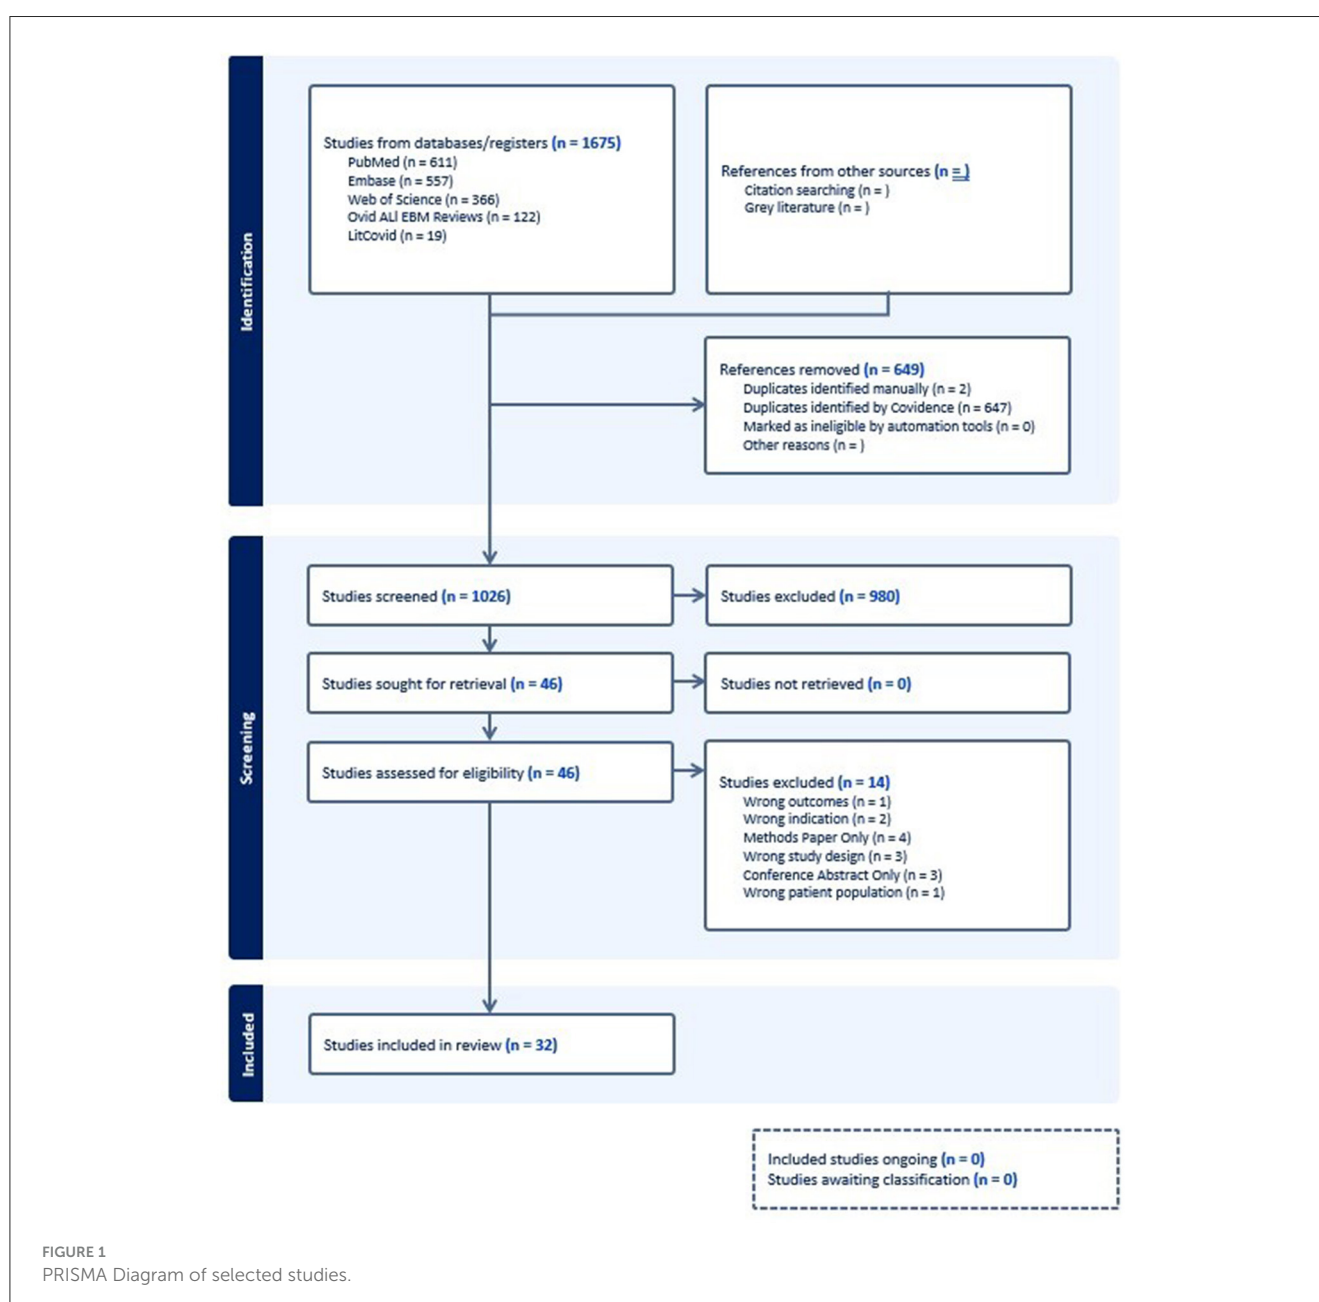 Identification
Studies from databases/registers (n = 1675)
PubMed (n = 611)
Embase (n = 557)
Web of Science (n = 366)
Ovid ALl EBM Reviews (n = 122)
LitCovid (n = 19)
References from other sources (n = )
Citation searching (n = )
Grey literature (n = )
References removed (n = 649)
Duplicates identified manually (n = 2)
Duplicates identified by Covidence (n = 647)
Marked as ineligible by automation tools (n = 0)
Other reasons (n = )
Screening
Studies screened (n = 1026)
Studies excluded (n = 980)
Studies sought for retrieval (n = 46)
Studies not retrieved (n = 0)
Studies assessed for eligibility (n = 46)
Studies excluded (n = 14)
Wrong outcomes (n = 1)
Wrong indication (n = 2)
Methods Paper Only (n = 4)
Wrong study design (n = 3)
Conference Abstract Only (n = 3)
Wrong patient population (n = 1)
Included
Studies included in review (n = 32)
Included studies ongoing (n = 0)
Studies awaiting classification (n = 0)
FIGURE 1
PRISMA Diagram of selected studies.